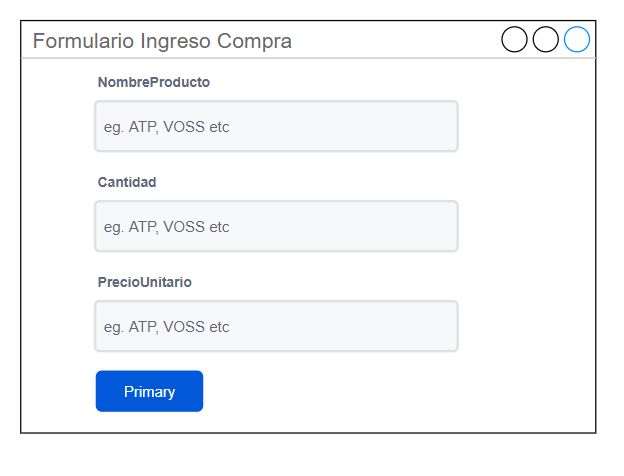 Formulario Ingreso Compra
NombreProducto
eg. ATP, VOSS etc
Cantidad
eg. ATP, VOSS etc
PrecioUnitario
eg. ATP, VOSS etc
Primary